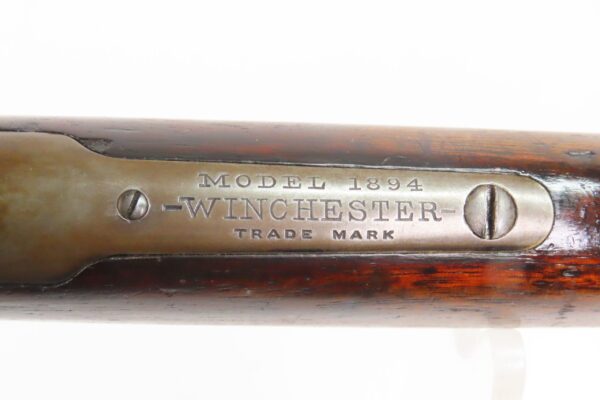 MODEL 1894
-WINCHESTER-
TRADE MARK